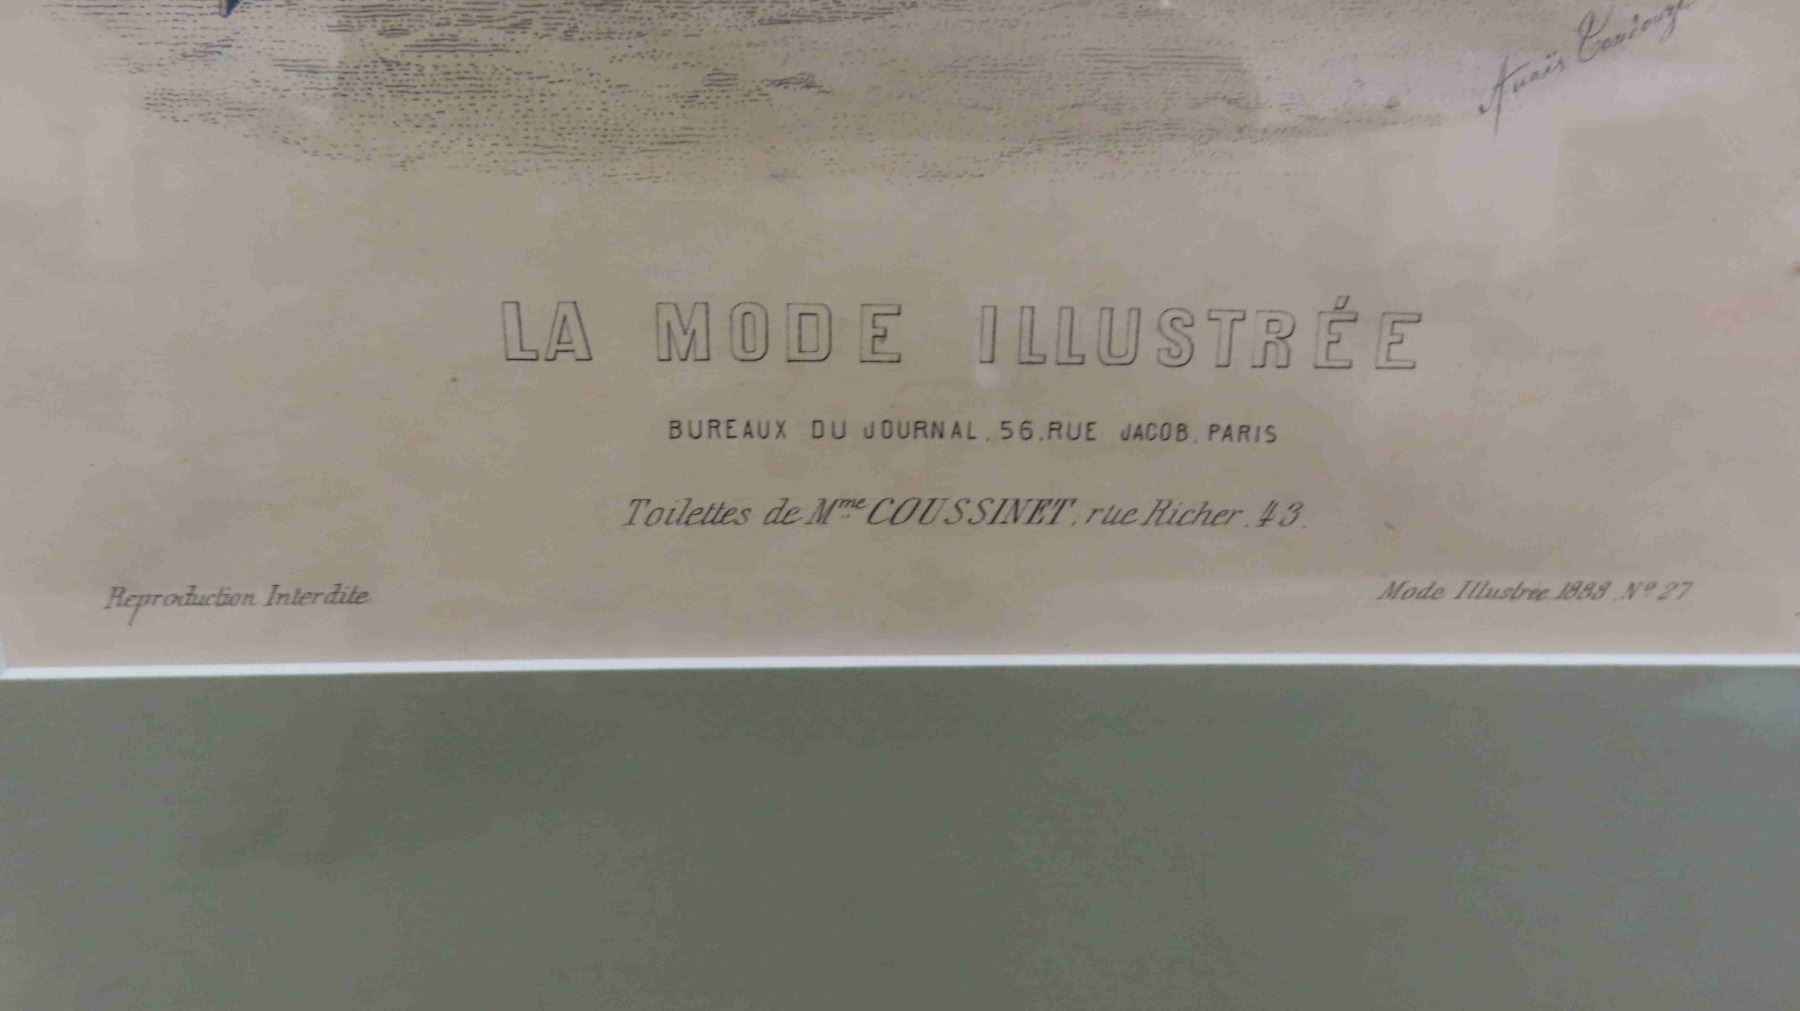 Anaïs Toudouze
LA MODE ILLUSTRÉE
BUREAUX DU JOURNAL, 56, RUE JACOB, PARIS
Toilettes de Mme COUSSINET, rue Richer, 43.
Reproduction Interdite
Mode Illustrée 1888 Nº 27